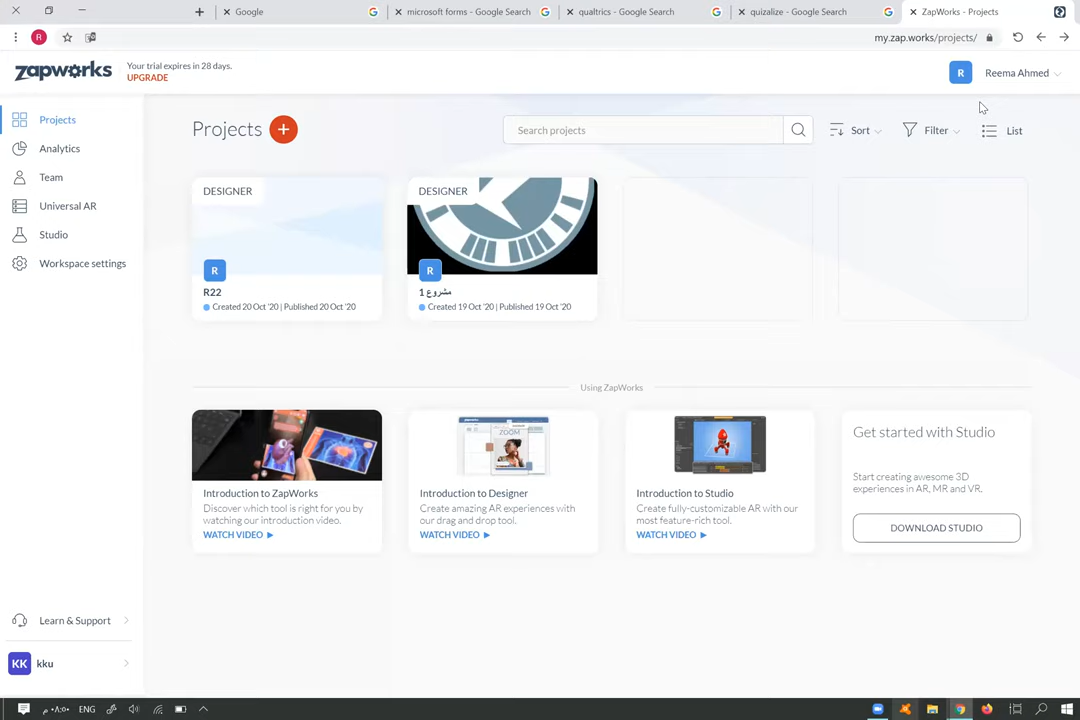 Google
microsoft forms - Google Search
qualtrics - Google Search
quizalize - Google Search
ZapWorks - Projects
R
my.zap.works/projects/
zapworks
Your trial expires in 28 days.
UPGRADE
R
Reema Ahmed
Projects
Analytics
Team
Universal AR
Studio
Workspace settings
Projects
Search projects
Sort
Filter
List
DESIGNER
R
R22
Created 20 Oct '20 | Published 20 Oct '20
DESIGNER
R
مشروع 1
Created 19 Oct '20 | Published 19 Oct '20
Using ZapWorks
Introduction to ZapWorks
Discover which tool is right for you by
watching our introduction video.
WATCH VIDEO
ZOOM
Introduction to Designer
Create amazing AR experiences with
our drag and drop tool.
WATCH VIDEO
Introduction to Studio
Create fully-customizable AR with our
most feature-rich tool.
WATCH VIDEO
Get started with Studio
Start creating awesome 3D
experiences in AR, MR and VR.
DOWNLOAD STUDIO
Learn & Support
KK
kku
ENG
٠٨:٥٠ م